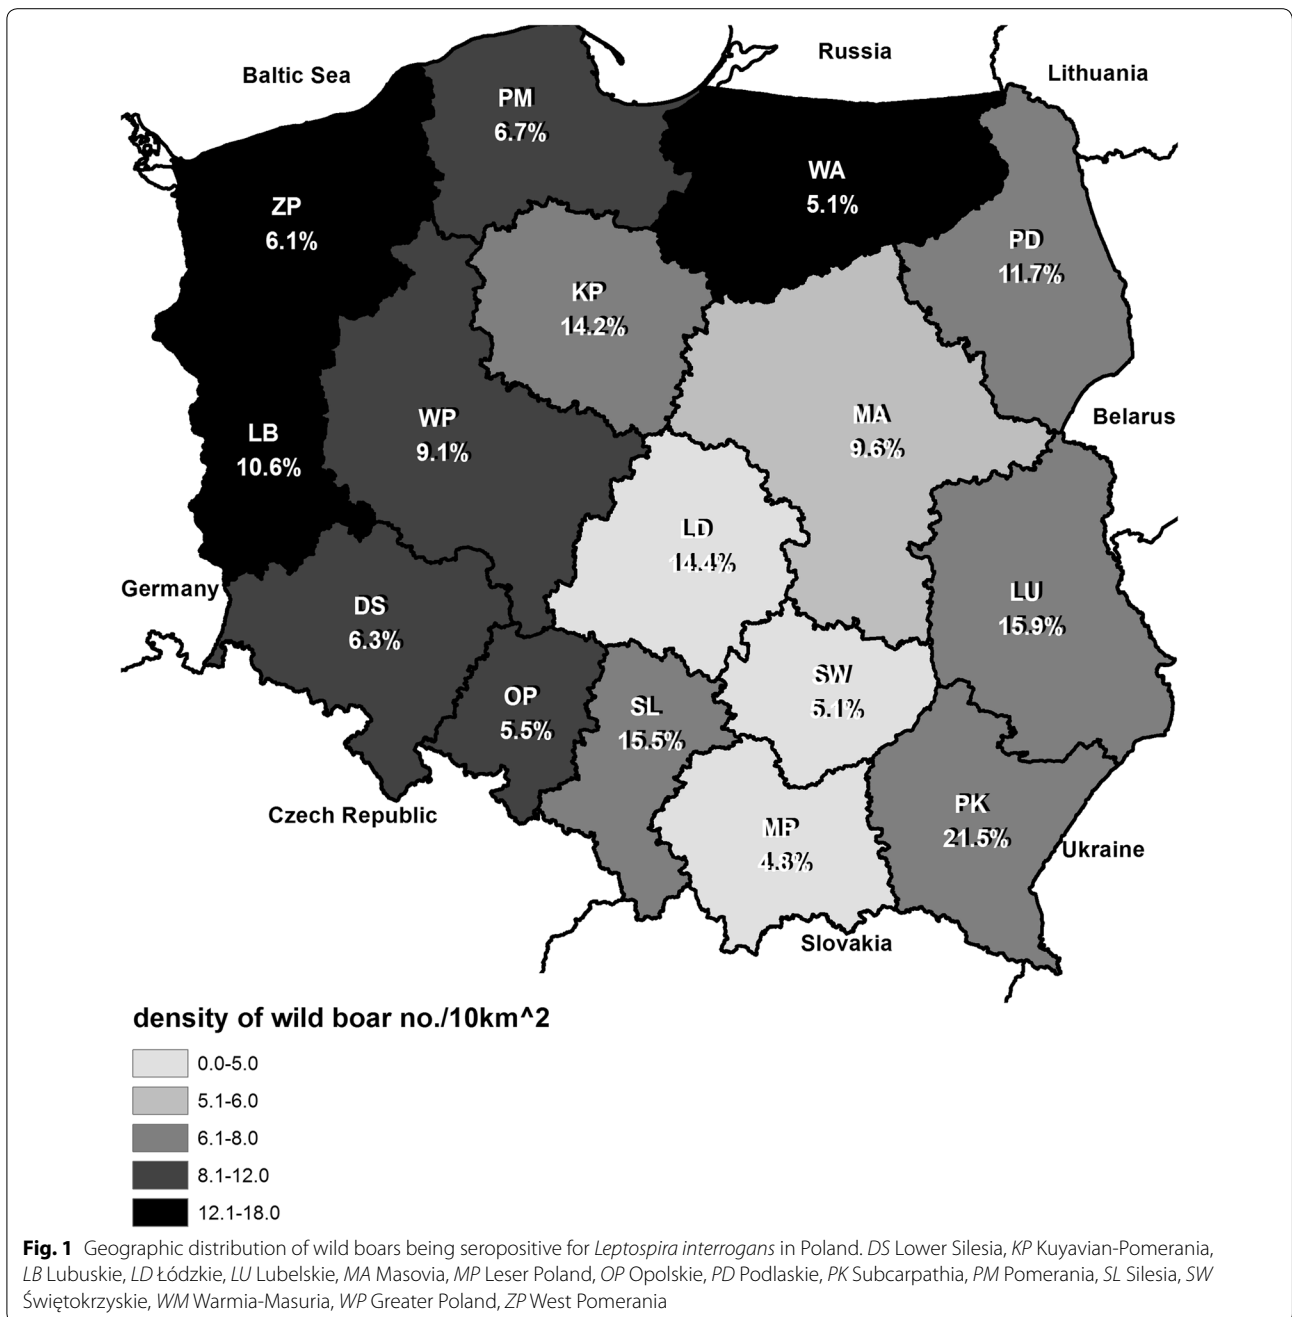 Baltic Sea
Russia
Lithuania
PM
6.7%
WA
5.1%
ZP
6.1%
PD
11.7%
KP
14.2%
WP
9.1%
MA
9.6%
Belarus
LB
10.6%
LD
14.4%
Germany
DS
6.3%
LU
15.9%
OP
5.5%
SL
15.5%
SW
5.1%
Czech Republic
MP
4.8%
PK
21.5%
Ukraine
Slovakia
density of wild boar no./10km^2
0.0-5.0
5.1-6.0
6.1-8.0
8.1-12.0
12.1-18.0
Fig. 1 Geographic distribution of wild boars being seropositive for Leptospira interrogans in Poland. DS Lower Silesia, KP Kuyavian-Pomerania,
LB Lubuskie, LD Łódzkie, LU Lubelskie, MA Masovia, MP Leser Poland, OP Opolskie, PD Podlaskie, PK Subcarpathia, PM Pomerania, SL Silesia, SW
Świętokrzyskie, WM Warmia-Masuria, WP Greater Poland, ZP West Pomerania